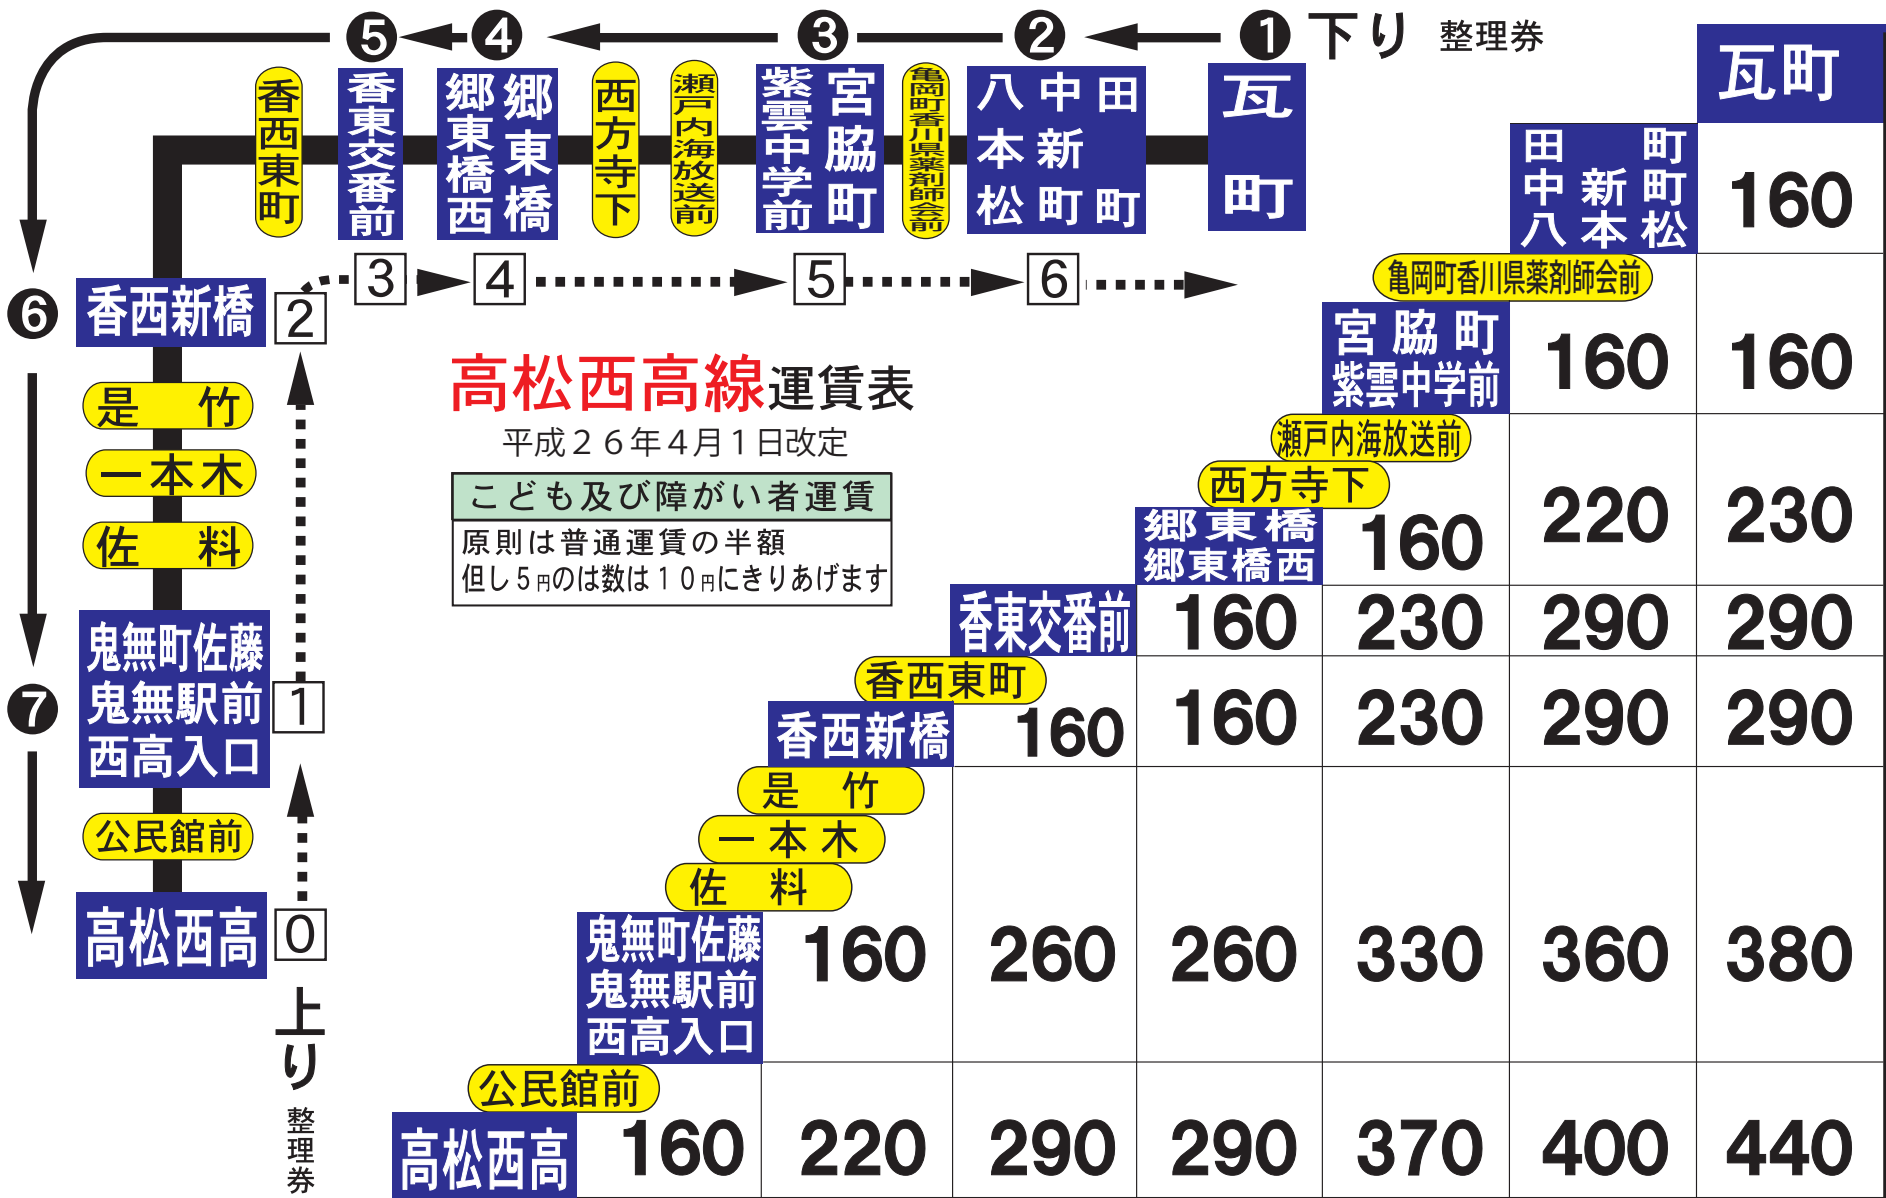 ❺ ❹ ❸ ❷ ❶ 下り 整理券
香西東町
香東交番前
郷東橋
郷東橋西
西方寺下
瀬戸内海放送前
宮脇町
紫雲中学前
亀岡町香川県薬剤師会前
田町
中新町
八本松
瓦町
3 4 5 6
❻ 香西新橋 2
是竹
一本木
佐料
❼
鬼無町佐藤
鬼無駅前
西高入口
1
公民館前
高松西高 0
上り
整理券
高松西高線運賃表
平成26年4月1日改定
こども及び障がい者運賃
原則は普通運賃の半額
但し5円のは数は10円にきりあげます
瓦町
田町
中新町
八本松
160
亀岡町香川県薬剤師会前
宮脇町
紫雲中学前
160 160
瀬戸内海放送前
西方寺下
郷東橋
郷東橋西
160 220 230
香東交番前 160 230 290 290
香西東町
香西新橋 160 160 230 290 290
是竹
一本木
佐料
鬼無町佐藤
鬼無駅前
西高入口
160 260 260 330 360 380
公民館前
高松西高 160 220 290 290 370 400 440